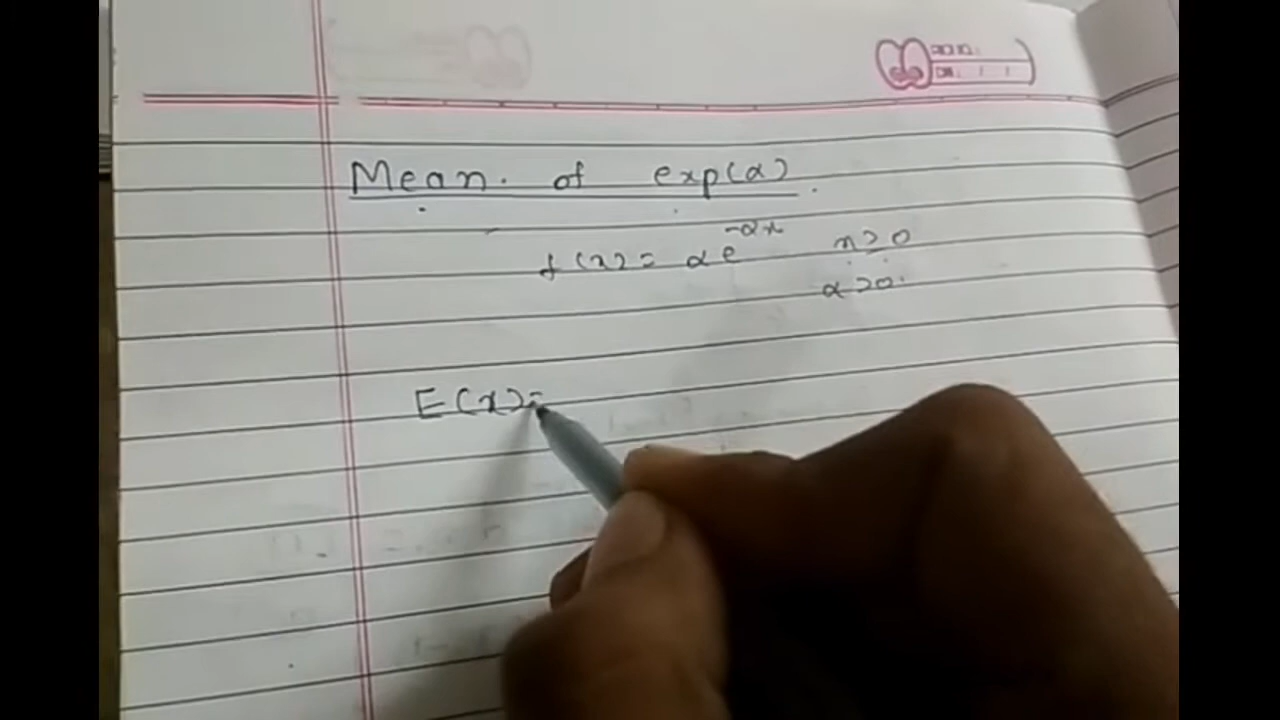 Mean. of exp(α)
f(x) = αe^-αx x ≥ 0
α > 0.
E(x) =